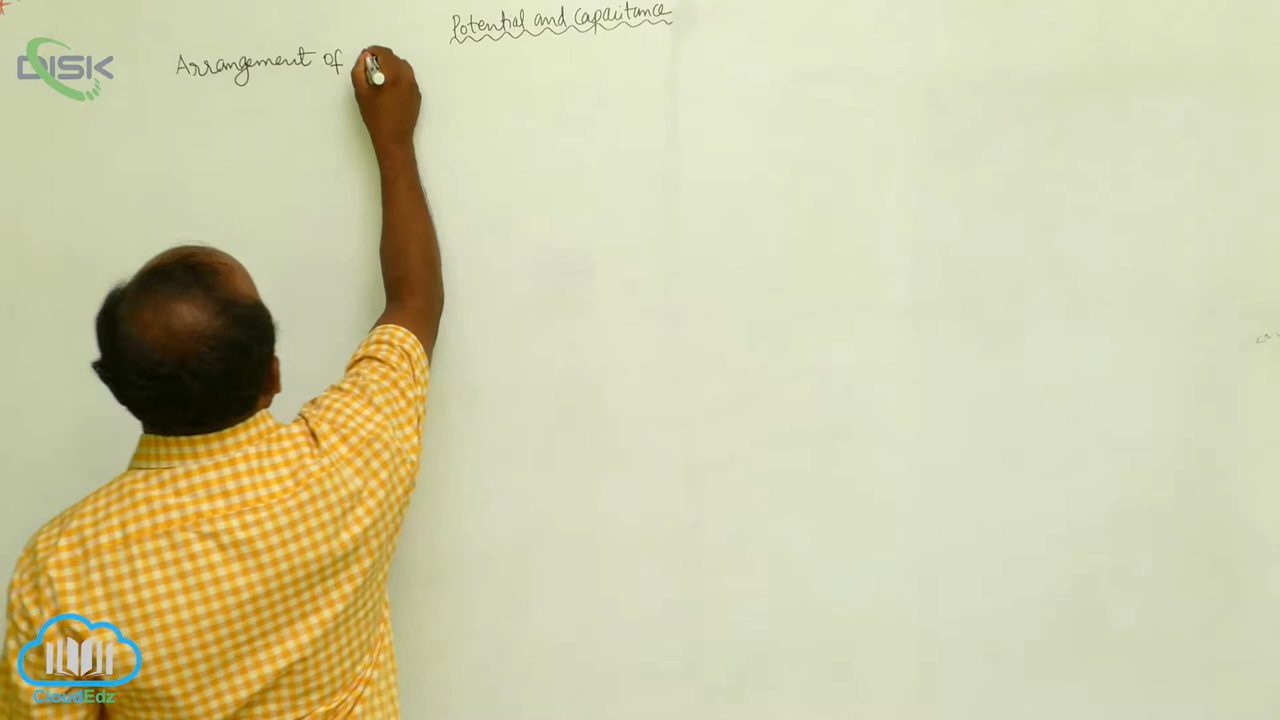 Potential and Capacitance
Arrangement of
DISK
CloudEdz